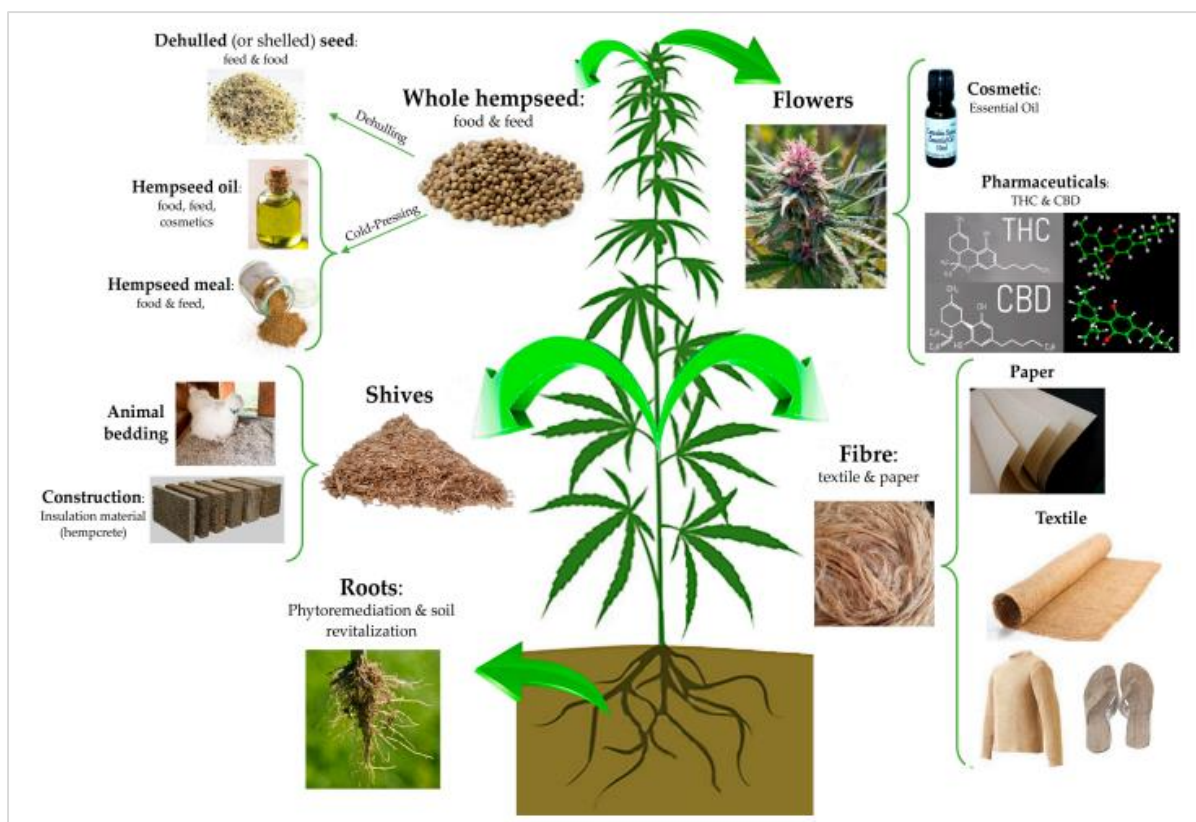 Dehulled (or shelled) seed:
feed & food
Dehulling
Whole hempseed:
food & feed
Hempseed oil:
food, feed,
cosmetics
Cold-Pressing
Hempseed meal:
food & feed,
Flowers
Cosmetic:
Essential Oil
Pharmaceuticals:
THC & CBD
THC
CBD
CH₃
OH
Animal
bedding
Shives
Construction:
Insulation material
(hempcrete)
Fibre:
textile & paper
Paper
Textile
Roots:
Phytoremediation & soil
revitalization